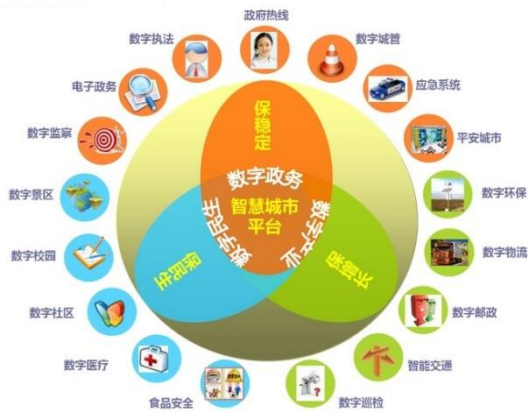 政府热线
数字执法
数字城管
电子政务
应急系统
数字监察
平安城市
数字景区
数字环保
数字校园
数字物流
数字社区
数字邮政
数字医疗
智能交通
食品安全
数字巡检
保稳定
数字政务
智慧城市
平台
数字民生
数字产业
保民生
保增长